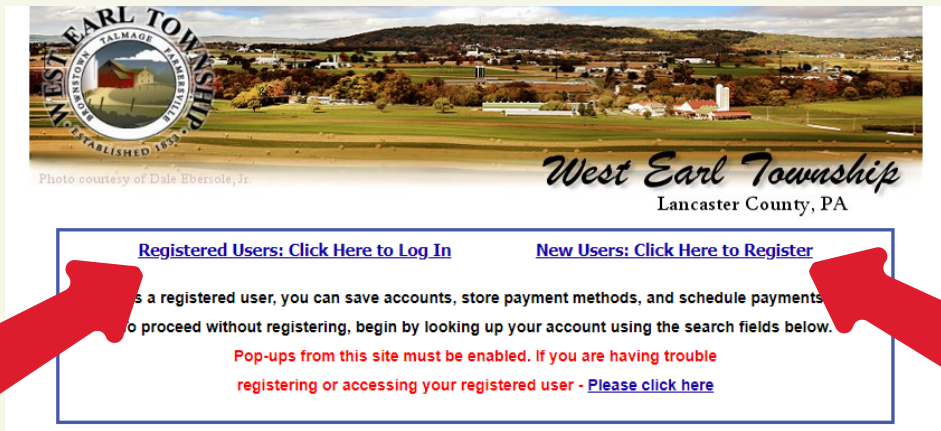 WEST EARL TOWNSHIP
TALMAGE
BROWNSTOWN
FARMERSVILLE
ESTABLISHED 1833
Photo courtesy of Dale Ebersole, Jr.
West Earl Township
Lancaster County, PA
Registered Users: Click Here to Log In
New Users: Click Here to Register
s a registered user, you can save accounts, store payment methods, and schedule payments
o proceed without registering, begin by looking up your account using the search fields below.
Pop-ups from this site must be enabled. If you are having trouble
registering or accessing your registered user - Please click here